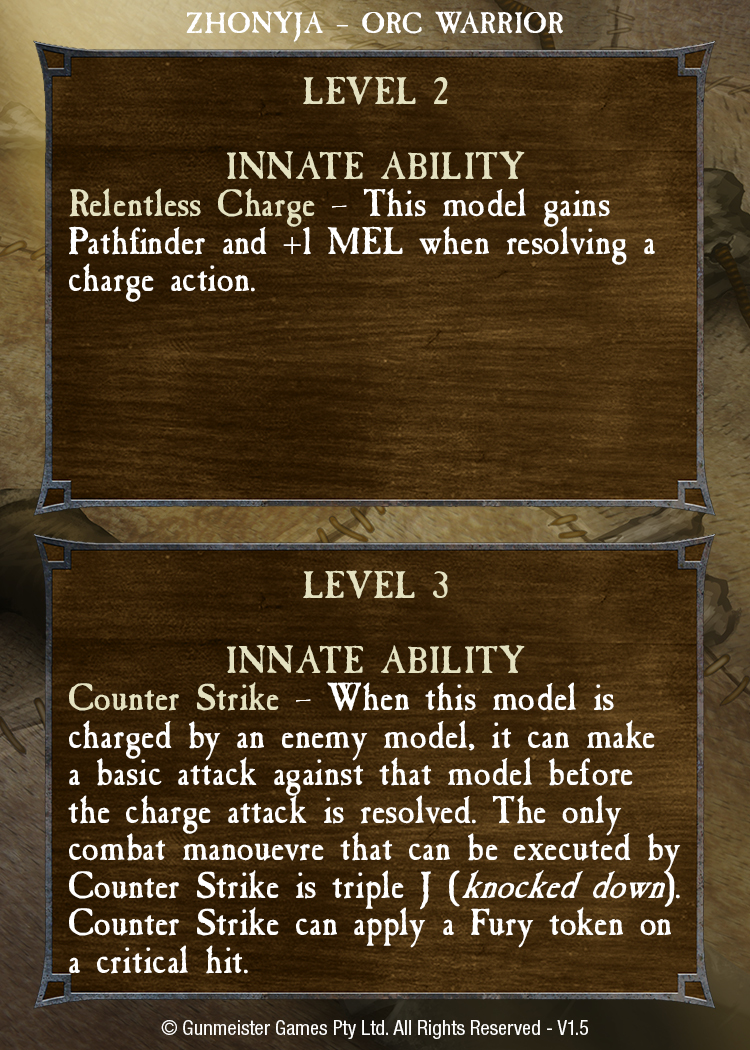 ZHONYJA – ORC WARRIOR
LEVEL 2
INNATE ABILITY
Relentless Charge – This model gains
Pathfinder and +1 MEL when resolving a
charge action.
LEVEL 3
INNATE ABILITY
Counter Strike – When this model is
charged by an enemy model, it can make
a basic attack against that model before
the charge attack is resolved. The only
combat manouevre that can be executed by
Counter Strike is triple J (knocked down).
Counter Strike can apply a Fury token on
a critical hit.
© Gunmeister Games Pty Ltd. All Rights Reserved - V1.5